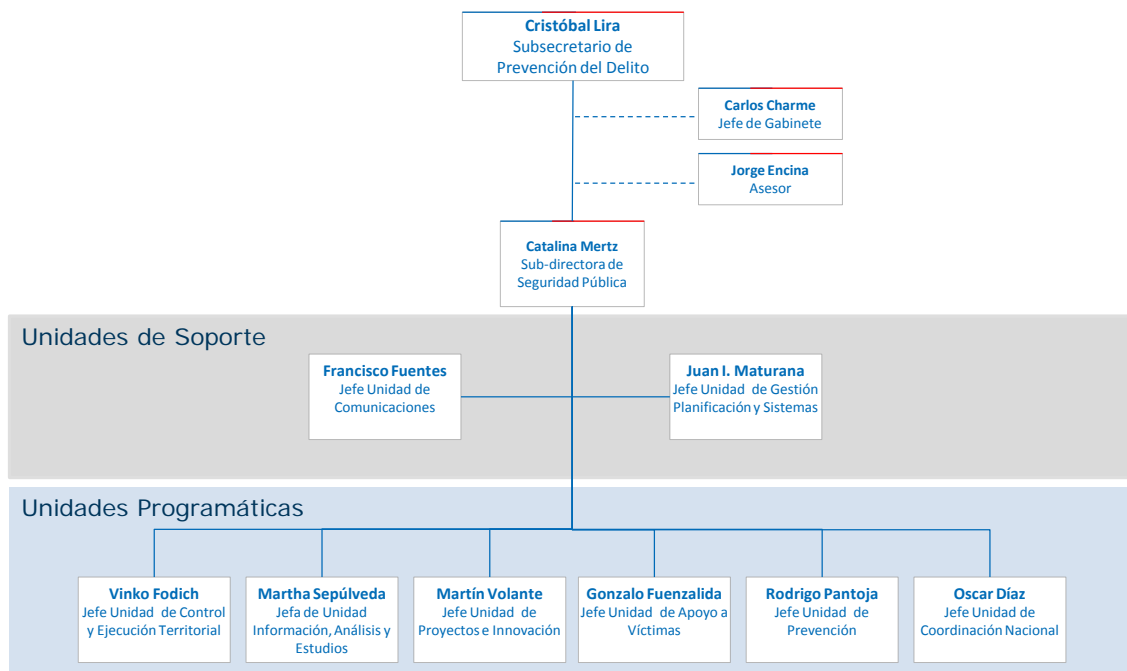 Cristóbal Lira
Subsecretario de
Prevención del Delito
Carlos Charme
Jefe de Gabinete
Jorge Encina
Asesor
Catalina Mertz
Sub-directora de
Seguridad Pública
Unidades de Soporte
Francisco Fuentes
Jefe Unidad de
Comunicaciones
Juan I. Maturana
Jefe Unidad de Gestión
Planificación y Sistemas
Unidades Programáticas
Vinko Fodich
Jefe Unidad de Control
y Ejecución Territorial
Martha Sepúlveda
Jefa de Unidad
Información, Análisis y
Estudios
Martín Volante
Jefe Unidad de
Proyectos e Innovación
Gonzalo Fuenzalida
Jefe Unidad de Apoyo a
Víctimas
Rodrigo Pantoja
Jefe Unidad de
Prevención
Oscar Díaz
Jefe Unidad de
Coordinación Nacional